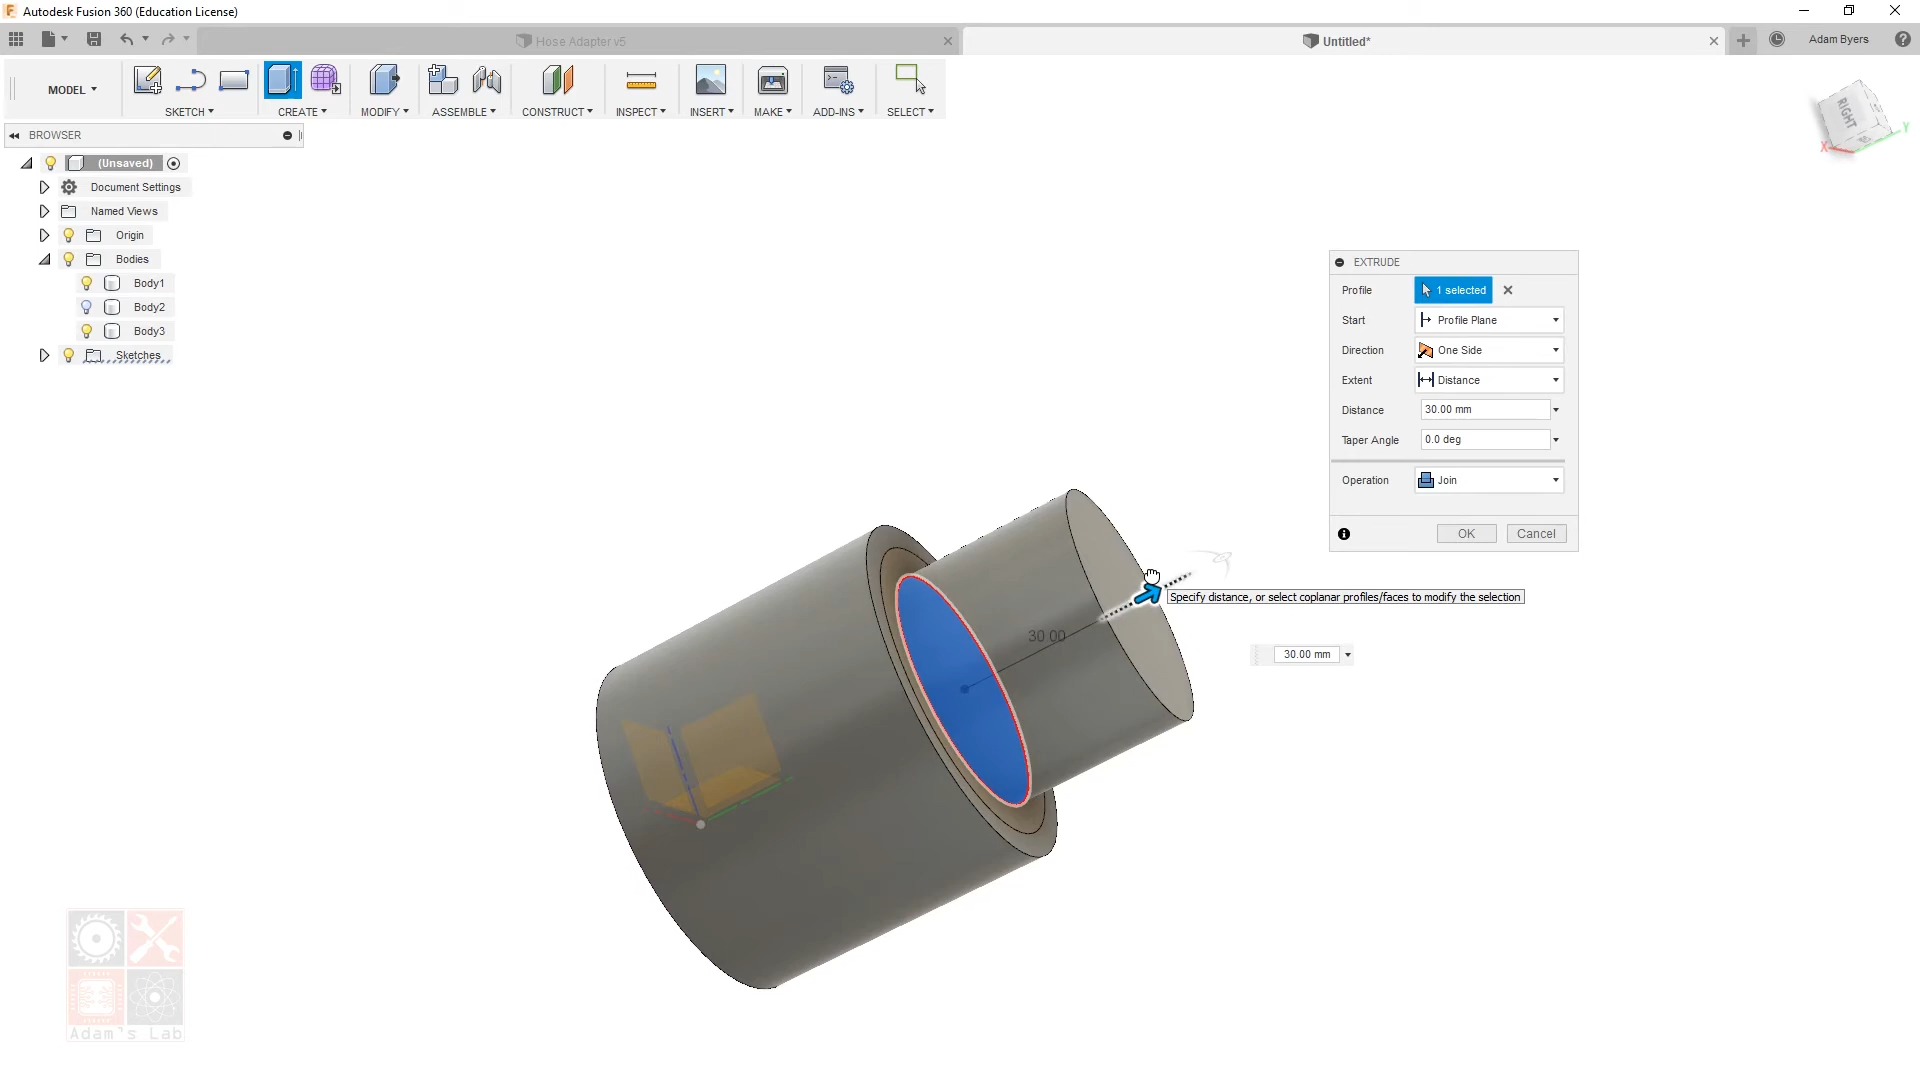 Autodesk Fusion 360 (Education License)
Hose Adapter v5
Untitled*
Adam Byers
MODEL
SKETCH
CREATE
MODIFY
ASSEMBLE
CONSTRUCT
INSPECT
INSERT
MAKE
ADD-INS
SELECT
BROWSER
(Unsaved)
Document Settings
Named Views
Origin
Bodies
Body1
Body2
Body3
Sketches
RIGHT
X
Y
EXTRUDE
Profile
1 selected
Start
Profile Plane
Direction
One Side
Extent
Distance
Distance
30.00 mm
Taper Angle
0.0 deg
Operation
Join
OK
Cancel
Specify distance, or select coplanar profiles/faces to modify the selection
30.00
30.00 mm
Adam's Lab